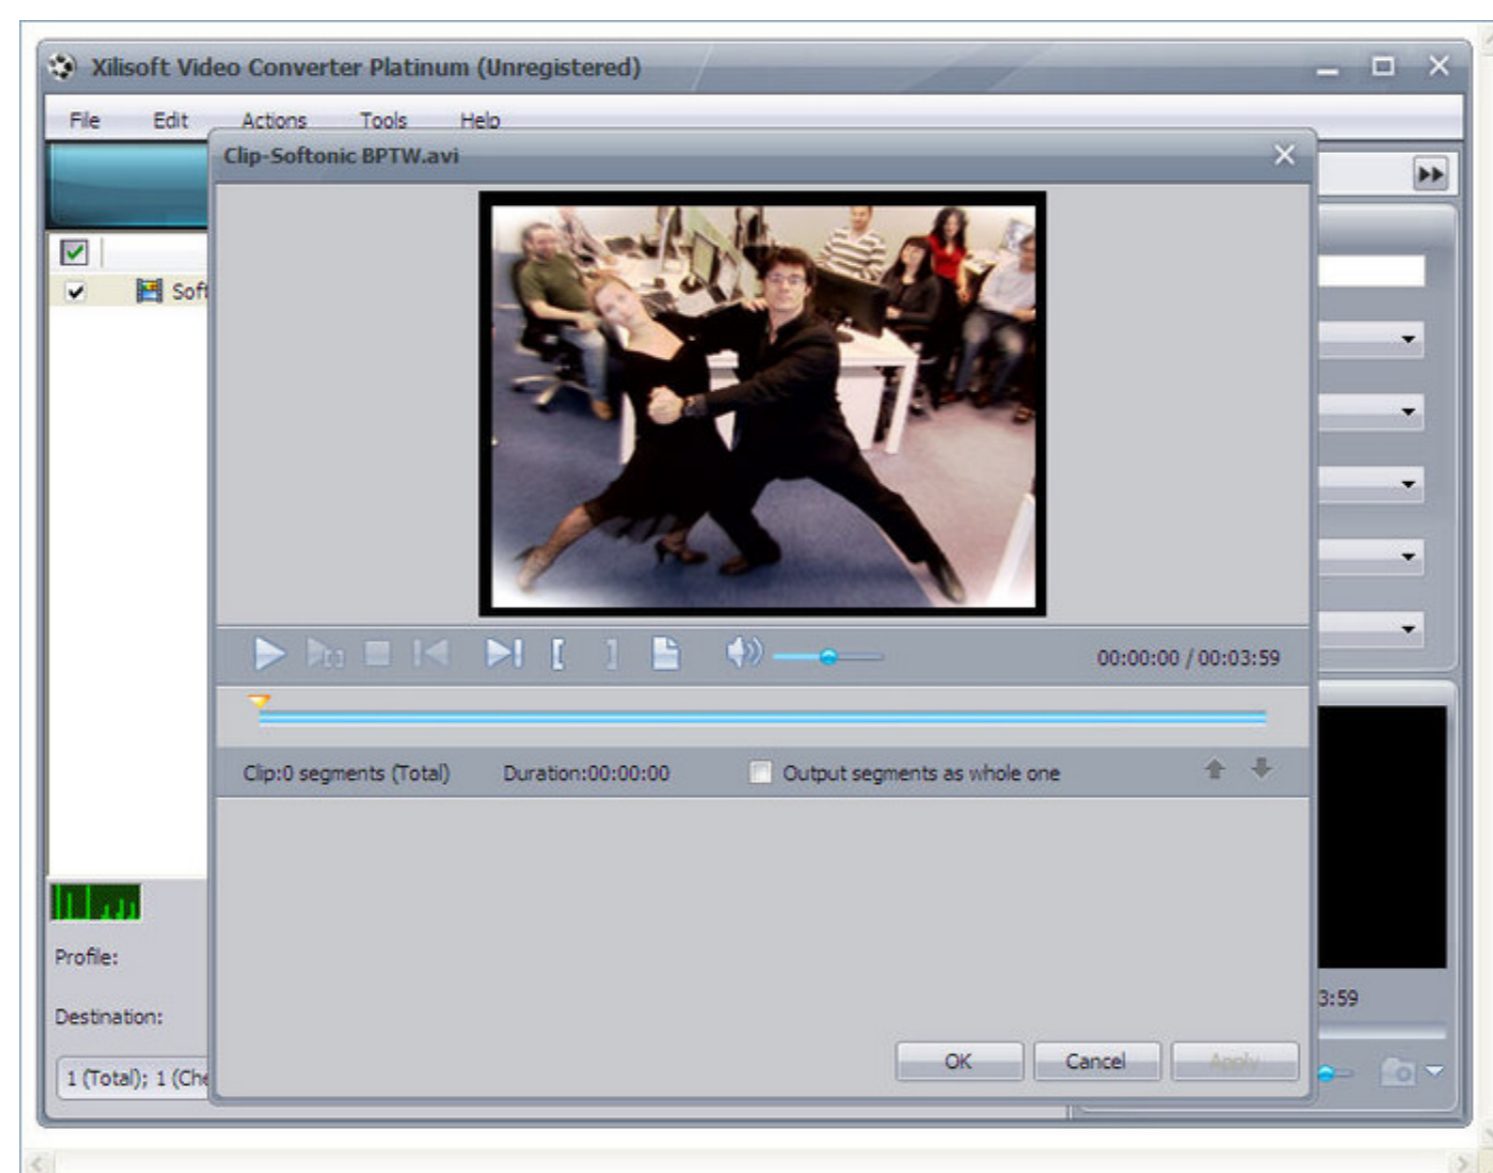 Xilisoft Video Converter Platinum (Unregistered)
File Edit Actions Tools Help
Clip-Softonic BPTW.avi
Soft
00:00:00 / 00:03:59
Clip:0 segments (Total) Duration:00:00:00 Output segments as whole one
Profile:
3:59
Destination:
OK Cancel Apply
1 (Total); 1 (Che